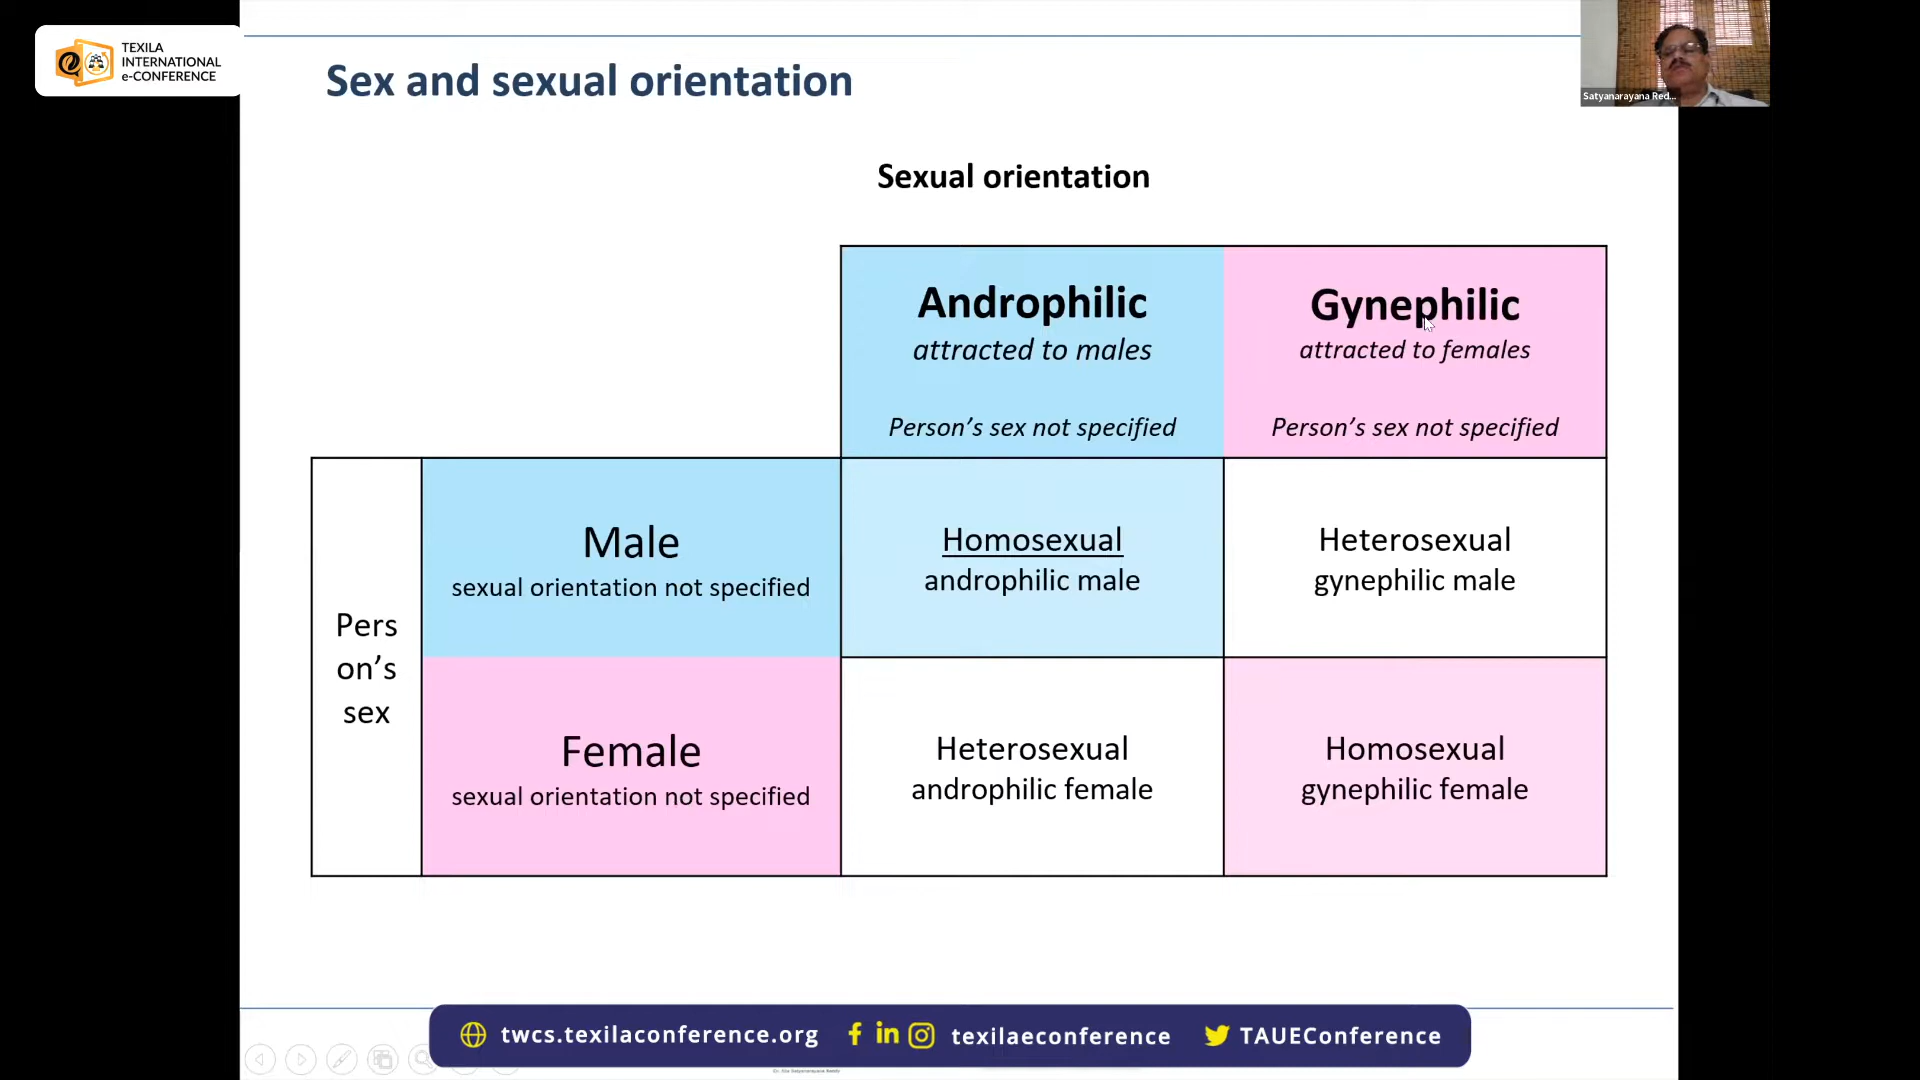 TEXILA
INTERNATIONAL
e-CONFERENCE
Sex and sexual orientation
Satyanarayana Red...
Sexual orientation
Androphilic
attracted to males
Person’s sex not specified
Gynephilic
attracted to females
Person’s sex not specified
Pers
on’s
sex
Male
sexual orientation not specified
Homosexual
androphilic male
Heterosexual
gynephilic male
Female
sexual orientation not specified
Heterosexual
androphilic female
Homosexual
gynephilic female
twcs.texilaconference.org
texilaeconference
TAUEConference